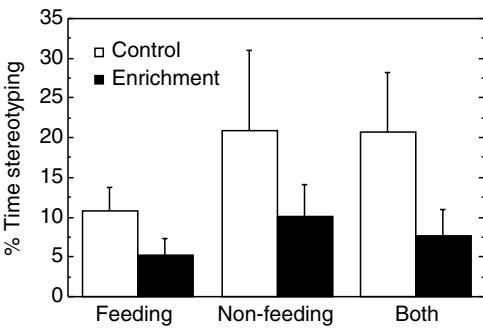 35
30
25
20
15
10
5
0
% Time stereotyping
Control
Enrichment
Feeding
Non-feeding
Both